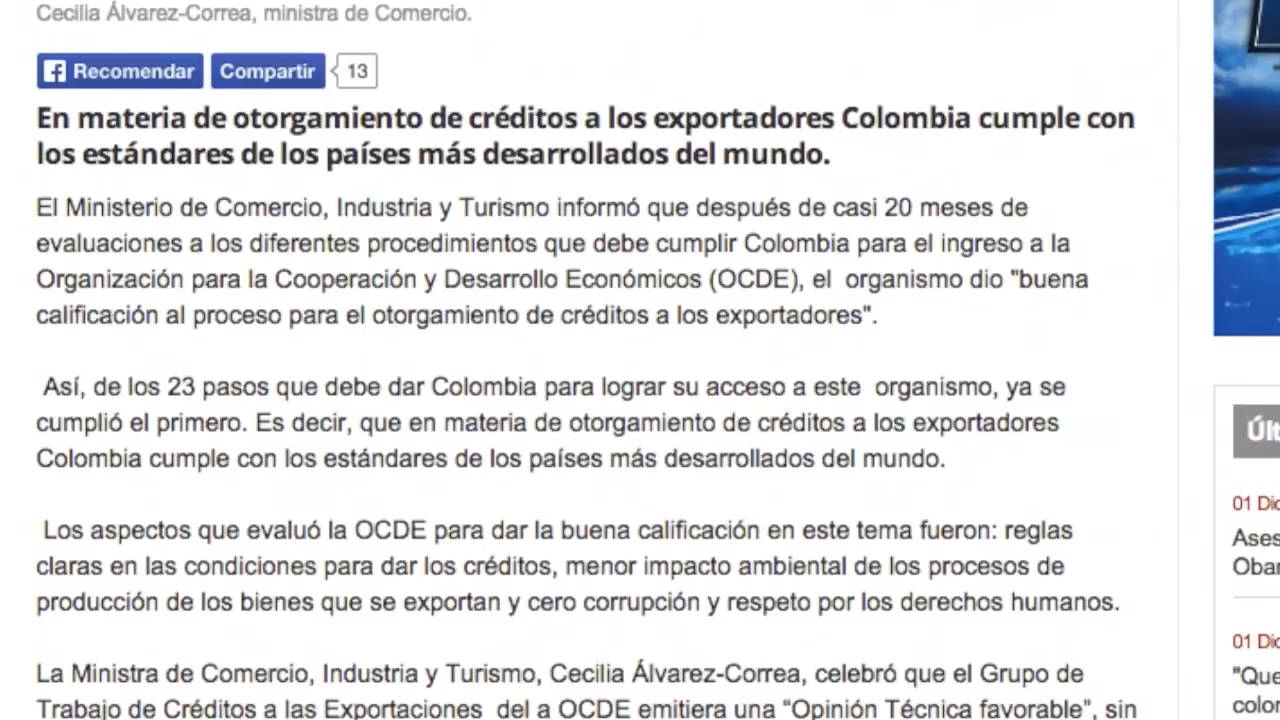 Cecilia Álvarez-Correa, ministra de Comercio.
Recomendar Compartir 13
En materia de otorgamiento de créditos a los exportadores Colombia cumple con
los estándares de los países más desarrollados del mundo.
El Ministerio de Comercio, Industria y Turismo informó que después de casi 20 meses de
evaluaciones a los diferentes procedimientos que debe cumplir Colombia para el ingreso a la
Organización para la Cooperación y Desarrollo Económicos (OCDE), el organismo dio "buena
calificación al proceso para el otorgamiento de créditos a los exportadores".
Así, de los 23 pasos que debe dar Colombia para lograr su acceso a este organismo, ya se
cumplió el primero. Es decir, que en materia de otorgamiento de créditos a los exportadores
Colombia cumple con los estándares de los países más desarrollados del mundo.
Los aspectos que evaluó la OCDE para dar la buena calificación en este tema fueron: reglas
claras en las condiciones para dar los créditos, menor impacto ambiental de los procesos de
producción de los bienes que se exportan y cero corrupción y respeto por los derechos humanos.
La Ministra de Comercio, Industria y Turismo, Cecilia Álvarez-Correa, celebró que el Grupo de
Trabajo de Créditos a las Exportaciones del a OCDE emitiera una “Opinión Técnica favorable", sin
01
01
"Que